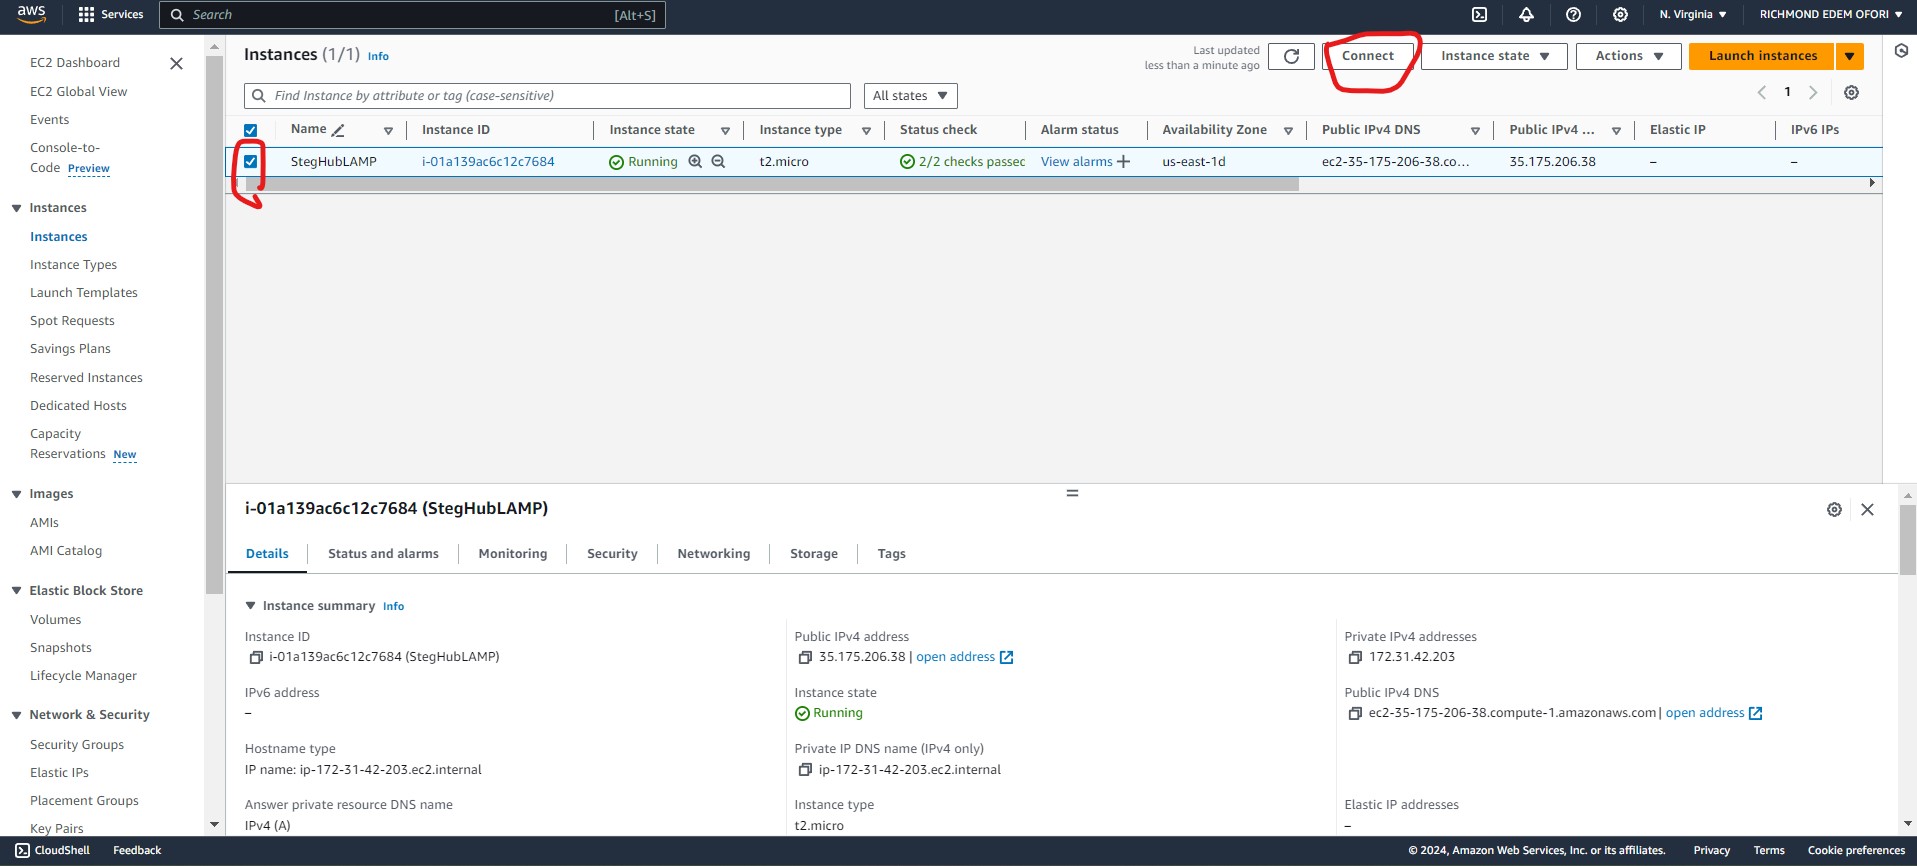 aws Services Search [Alt+S] N. Virginia RICHMOND EDEM OFORI
EC2 Dashboard
EC2 Global View
Events
Console-to-
Code Preview
Instances
Instances
Instance Types
Launch Templates
Spot Requests
Savings Plans
Reserved Instances
Dedicated Hosts
Capacity
Reservations New
Images
AMIs
AMI Catalog
Elastic Block Store
Volumes
Snapshots
Lifecycle Manager
Network & Security
Security Groups
Elastic IPs
Placement Groups
Key Pairs
Instances (1/1) Info
Last updated
less than a minute ago
Connect Instance state Actions Launch instances
Find Instance by attribute or tag (case-sensitive) All states 1
Name Instance ID Instance state Instance type Status check Alarm status Availability Zone Public IPv4 DNS Public IPv4 ... Elastic IP IPv6 IPs
StegHubLAMP i-01a139ac6c12c7684 Running t2.micro 2/2 checks passec View alarms us-east-1d ec2-35-175-206-38.co... 35.175.206.38 – –
i-01a139ac6c12c7684 (StegHubLAMP)
Details Status and alarms Monitoring Security Networking Storage Tags
Instance summary Info
Instance ID
i-01a139ac6c12c7684 (StegHubLAMP)
Public IPv4 address
35.175.206.38 | open address
Private IPv4 addresses
172.31.42.203
IPv6 address
–
Instance state
Running
Public IPv4 DNS
ec2-35-175-206-38.compute-1.amazonaws.com | open address
Hostname type
IP name: ip-172-31-42-203.ec2.internal
Private IP DNS name (IPv4 only)
ip-172-31-42-203.ec2.internal
Answer private resource DNS name
IPv4 (A)
Instance type
t2.micro
Elastic IP addresses
–
CloudShell Feedback © 2024, Amazon Web Services, Inc. or its affiliates. Privacy Terms Cookie preferences